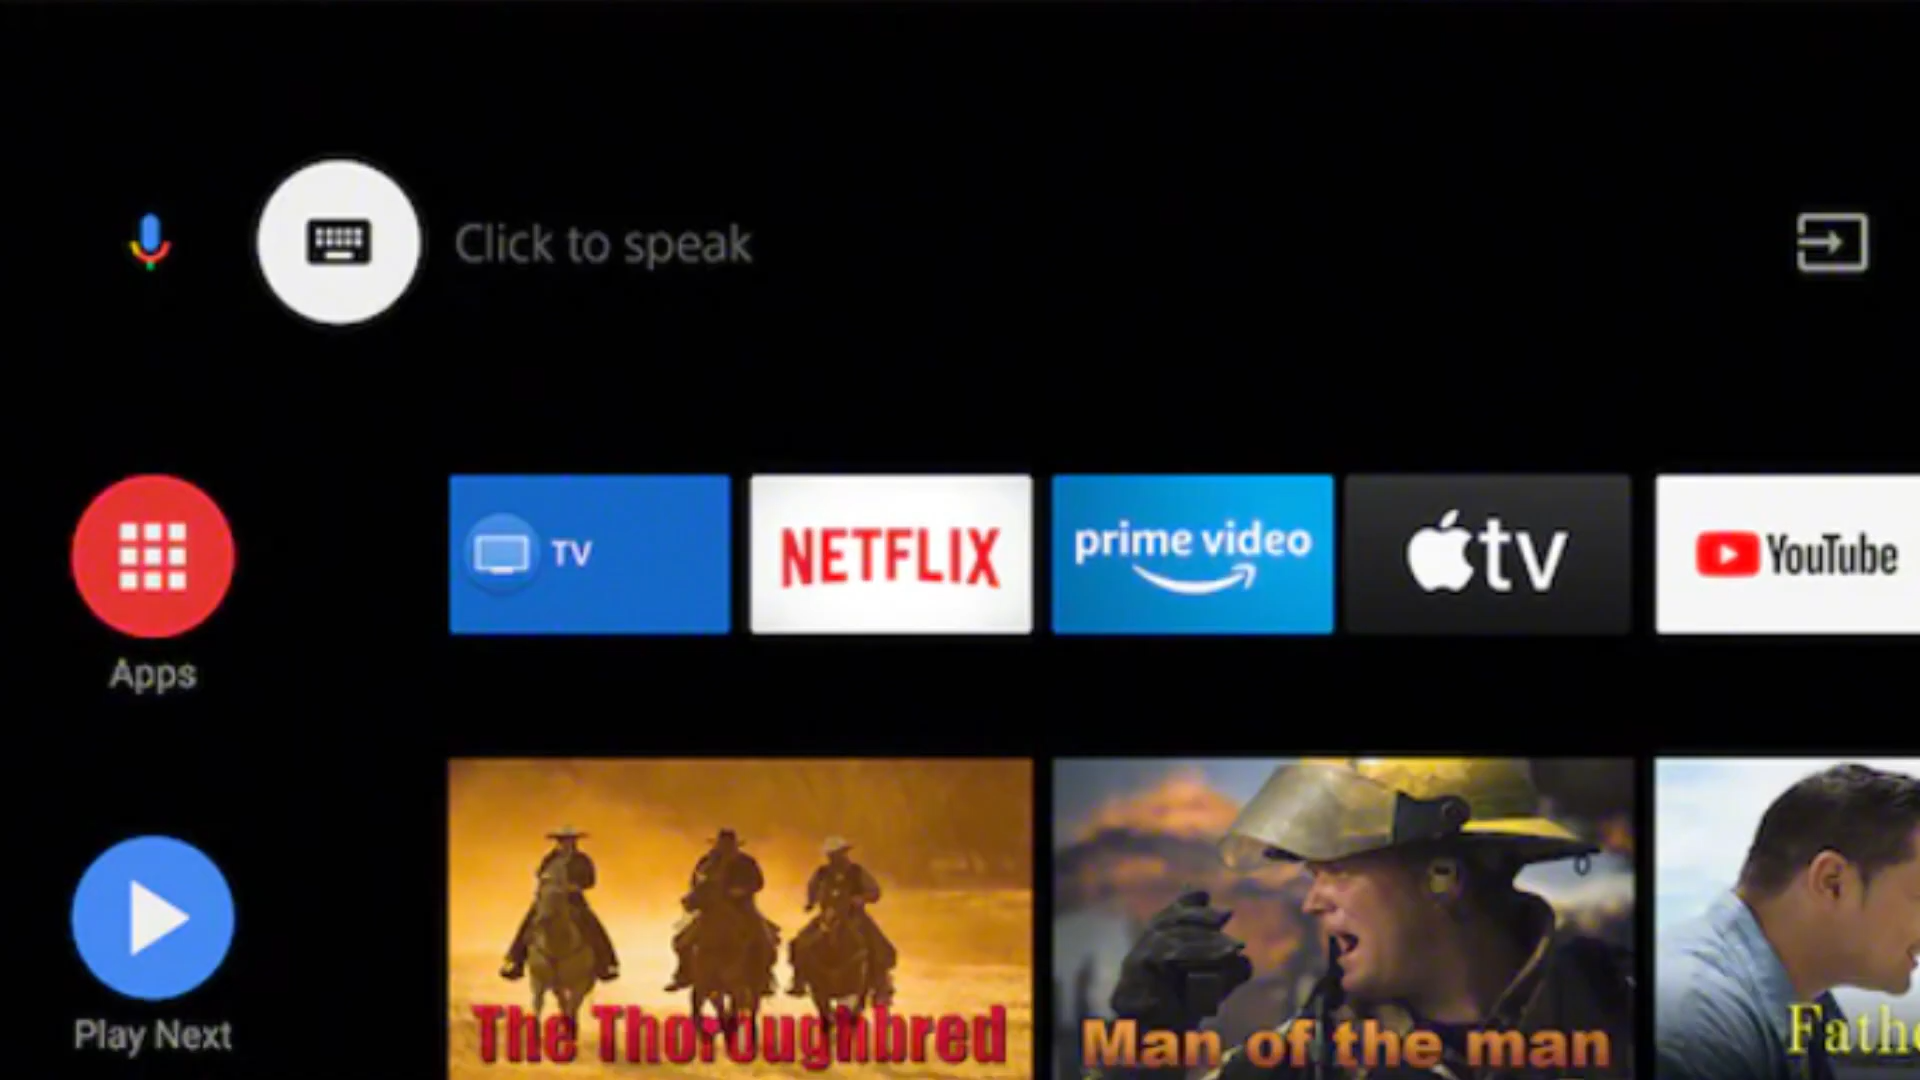 Click to speak
TV
NETFLIX
prime video
tv
YouTube
Apps
The Thoroughbred
Man of the man
Play Next